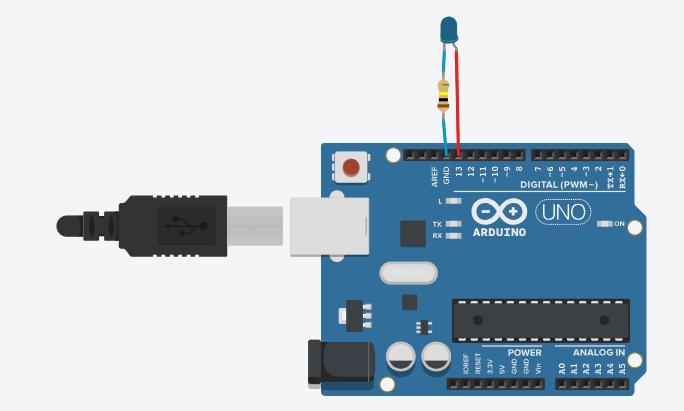 AREF
GND
13
12
~11
~10
~9
8
7
~6
~5
4
~3
2
TX→1
RX←0
DIGITAL (PWM~)
L
TX
RX
UNO
ARDUINO
ON
POWER
ANALOG IN
IOREF
RESET
3.3V
5V
GND
GND
Vin
A0
A1
A2
A3
A4
A5